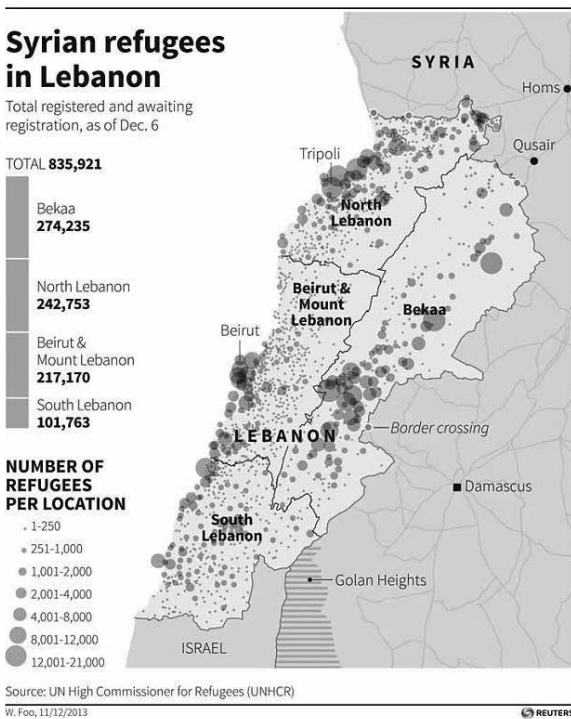 Syrian refugees
in Lebanon
Total registered and awaiting
registration, as of Dec. 6
TOTAL 835,921
Bekaa
274,235
North Lebanon
242,753
Beirut &
Mount Lebanon
217,170
South Lebanon
101,763
NUMBER OF
REFUGEES
PER LOCATION
1-250
251-1,000
1,001-2,000
2,001-4,000
4,001-8,000
8,001-12,000
12,001-21,000
SYRIA
Homs
Qusair
Tripoli
North
Lebanon
Beirut &
Mount
Lebanon
Bekaa
Beirut
LEBANON
Border crossing
Damascus
South
Lebanon
Golan Heights
ISRAEL
Source: UN High Commissioner for Refugees (UNHCR)
W. Foo, 11/12/2013
REUTERS